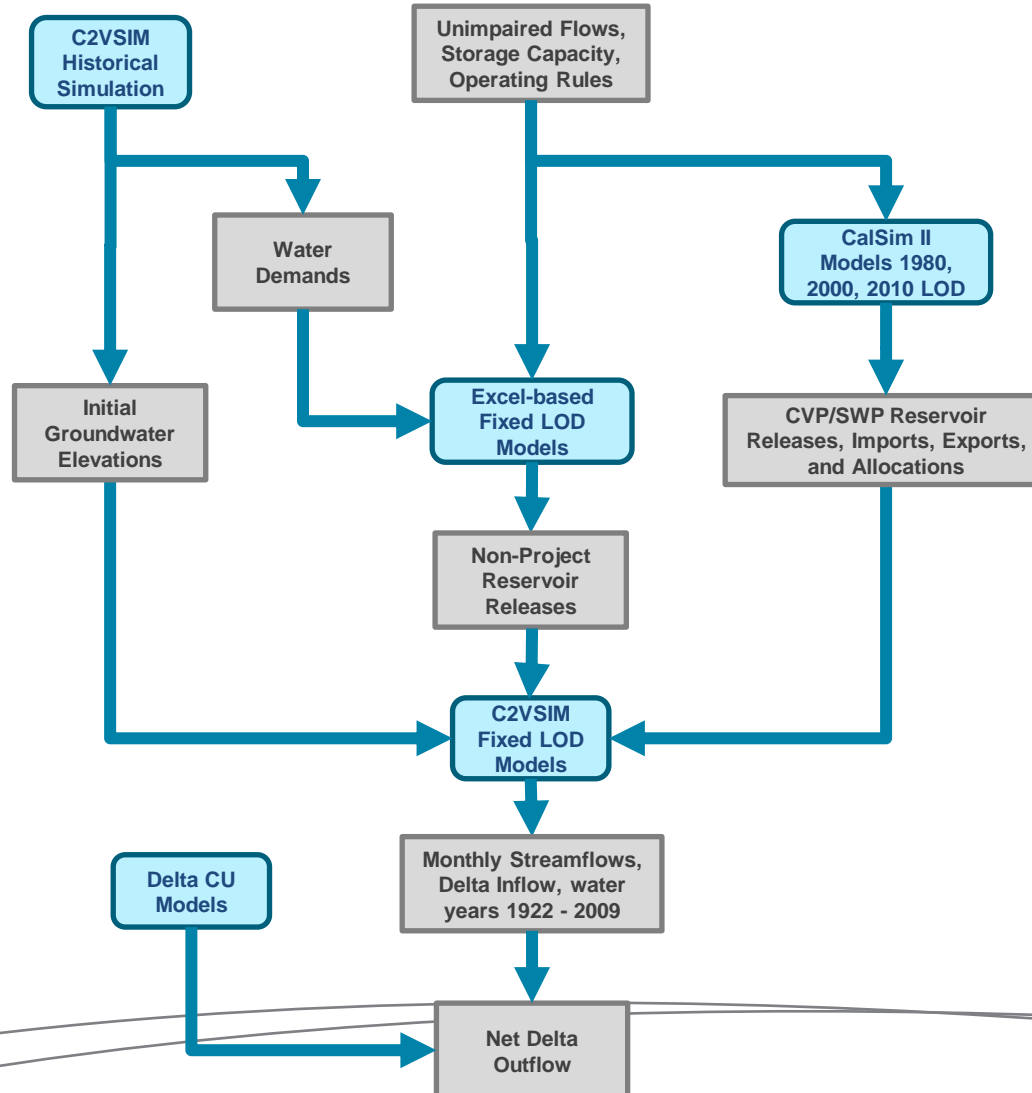 C2VSIM
Historical
Simulation
Unimpaired Flows,
Storage Capacity,
Operating Rules
Water
Demands
CalSim II
Models 1980,
2000, 2010 LOD
Initial
Groundwater
Elevations
Excel-based
Fixed LOD
Models
CVP/SWP Reservoir
Releases, Imports, Exports,
and Allocations
Non-Project
Reservoir
Releases
C2VSIM
Fixed LOD
Models
Delta CU
Models
Monthly Streamflows,
Delta Inflow, water
years 1922 - 2009
Net Delta
Outflow